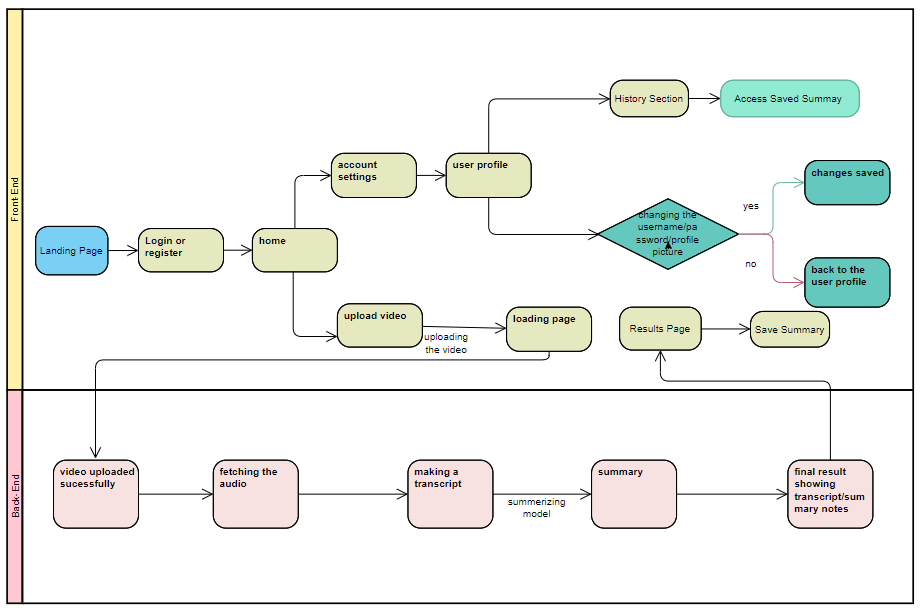 Front-End
Landing Page
Login or
register
home
account
settings
user profile
History Section
Access Saved Summay
changing the
username/pa
ssword/profile
picture
yes
changes saved
no
back to the
user profile
upload video
uploading
the video
loading page
Results Page
Save Summary
Back-End
video uploaded
sucessfully
fetching the
audio
making a
transcript
summerizing
model
summary
final result
showing
transcript/sum
mary notes